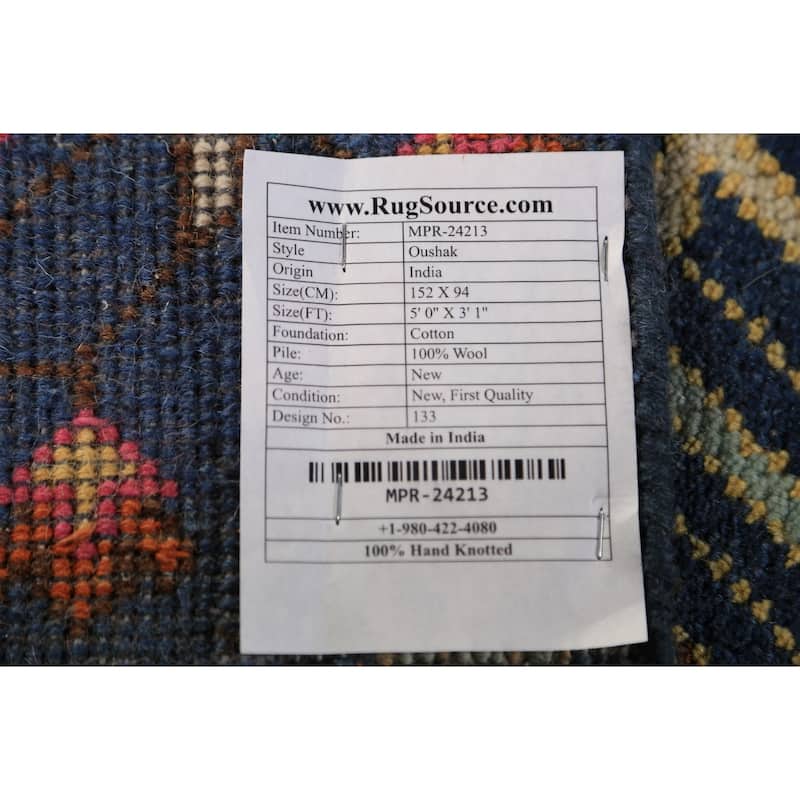 www.RugSource.com
Item Number: MPR-24213
Style Oushak
Origin India
Size(CM): 152 X 94
Size(FT): 5' 0" X 3' 1"
Foundation: Cotton
Pile: 100% Wool
Age: New
Condition: New, First Quality
Design No.: 133
Made in India
MPR-24213
+1-980-422-4080
100% Hand Knotted